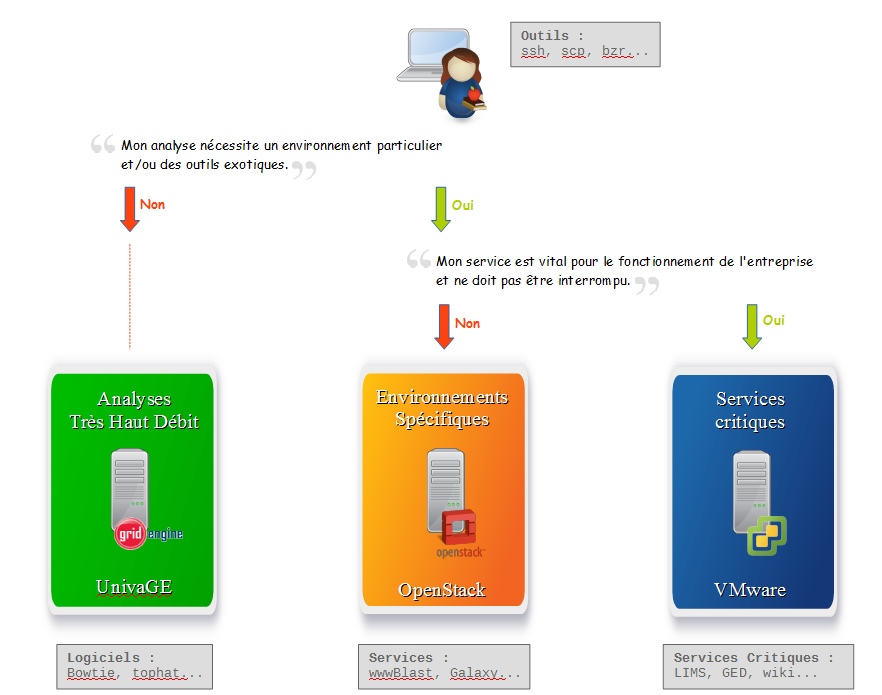 Outils :
ssh, scp, bzr...
Mon analyse nécessite un environnement particulier
et/ou des outils exotiques.
Non
Oui
Mon service est vital pour le fonctionnement de l'entreprise
et ne doit pas être interrompu.
Non
Oui
Analyses
Très Haut Débit
grid engine
UnivaGE
Environnements
Spécifiques
openstack
OpenStack
Services
critiques
VMware
Logiciels :
Bowtie, tophat...
Services :
wwwBlast, Galaxy...
Services Critiques :
LIMS, GED, wiki...